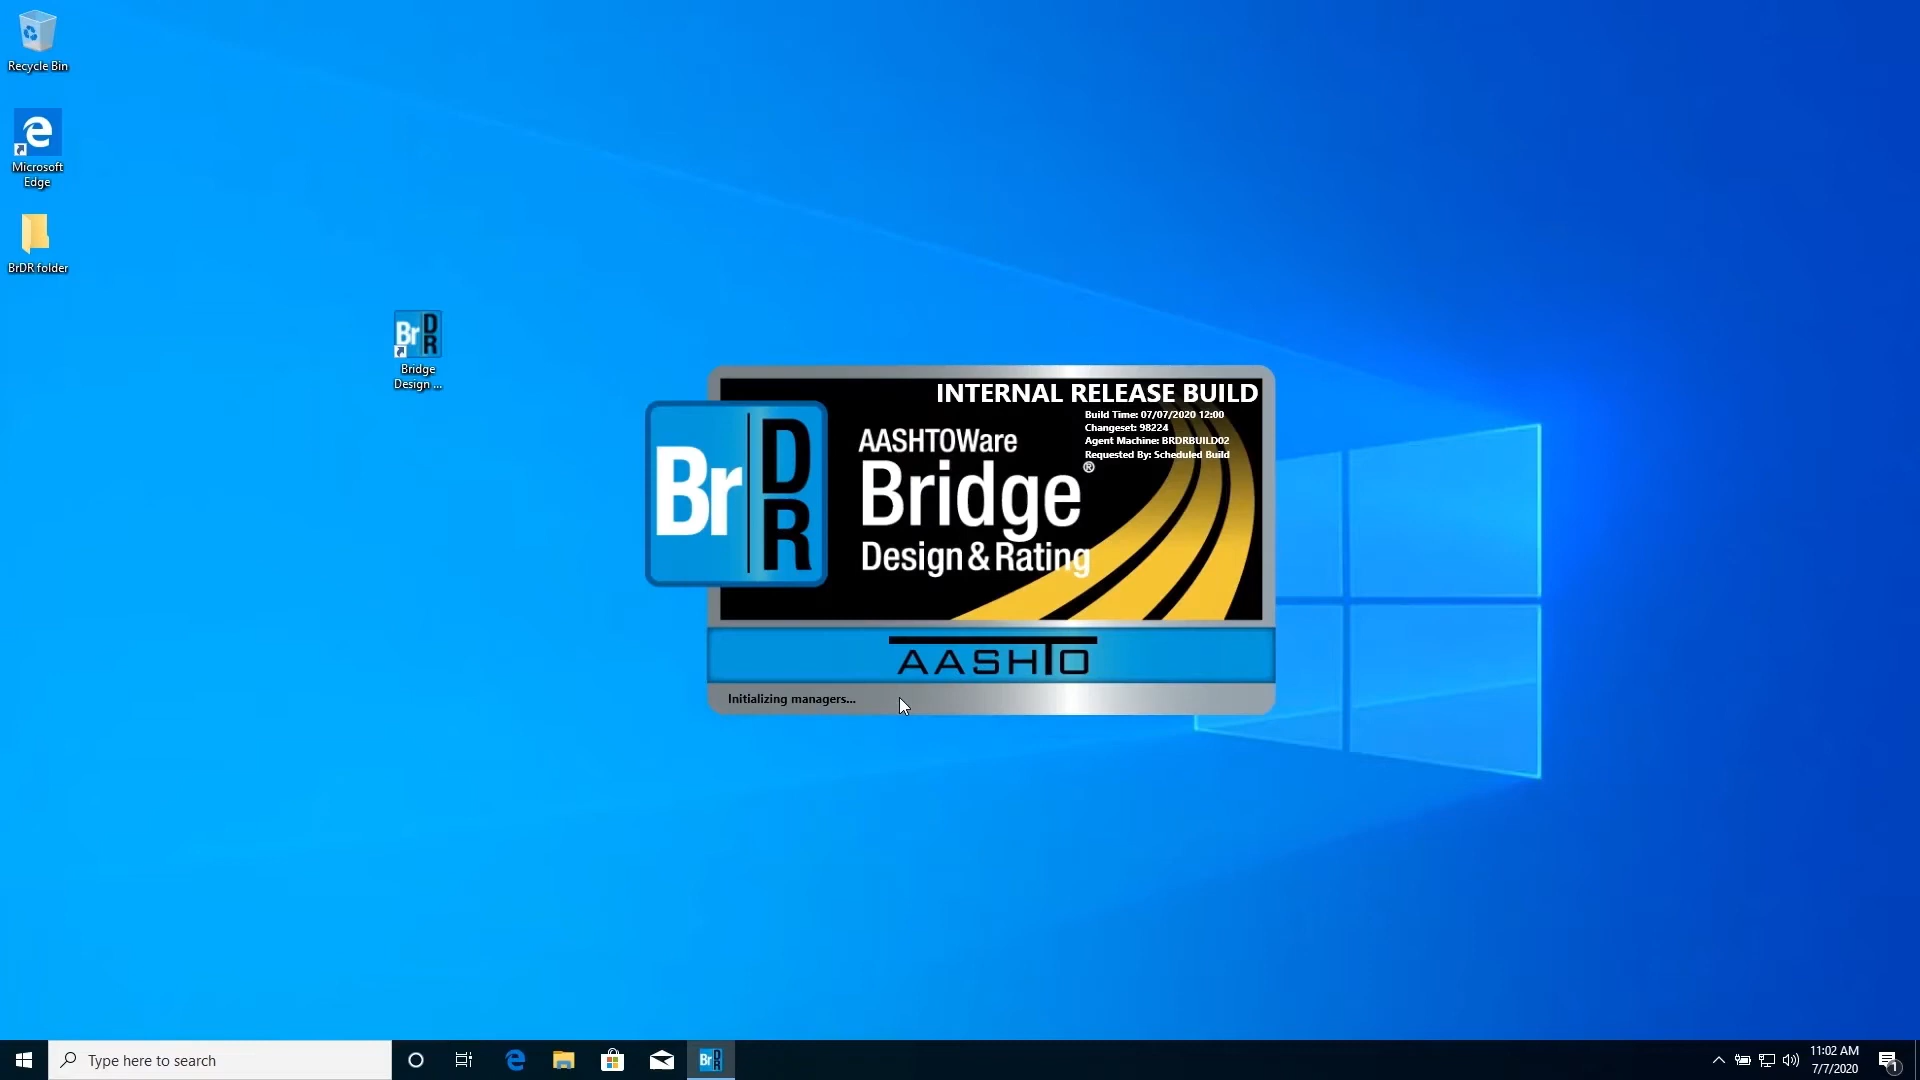 Recycle Bin
Microsoft
Edge
BrDR folder
Br
D
R
Bridge
Design ...
INTERNAL RELEASE BUILD
Build Time: 07/07/2020 12:00
Changeset: 98224
Agent Machine: BRDRBUILD02
Requested By: Scheduled Build
Br
D
R
AASHTOWare
Bridge®
Design & Rating
AASHTO
Initializing managers...
Type here to search
Br
D
R
11:02 AM
7/7/2020
1